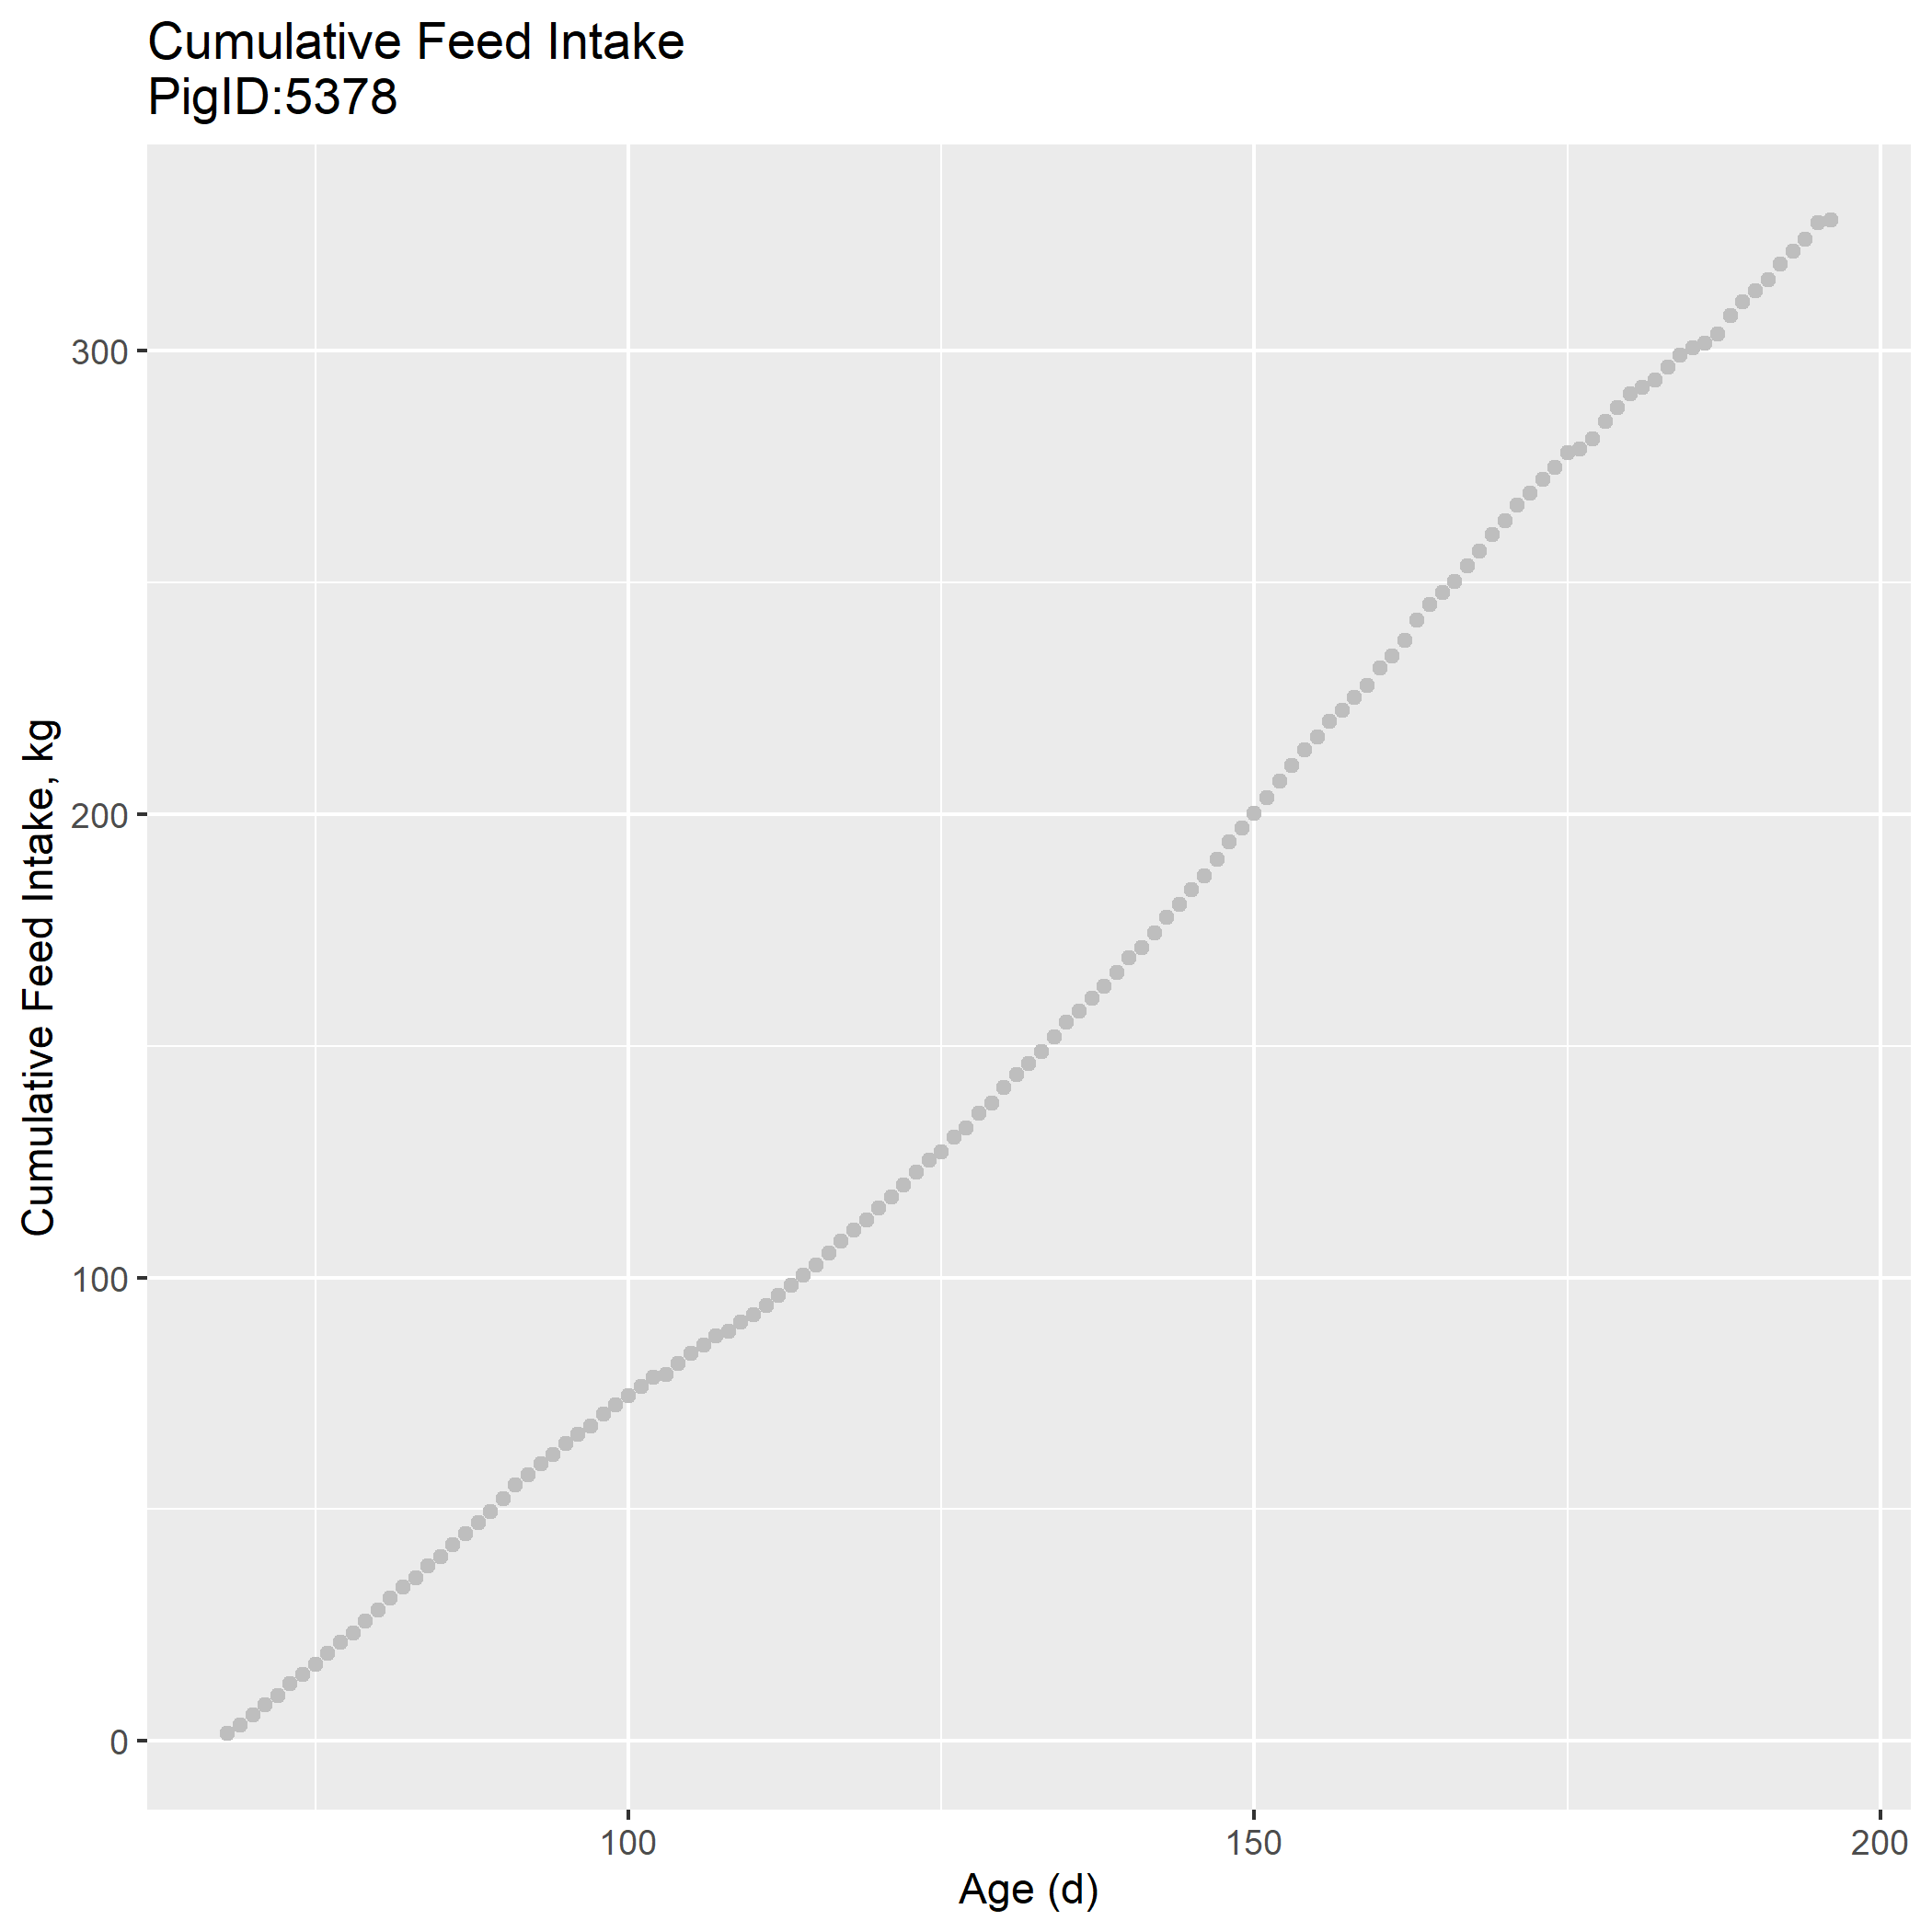 Cumulative Feed Intake
PigID:5378
Cumulative Feed Intake, kg
300
200
100
0
100
150
200
Age (d)